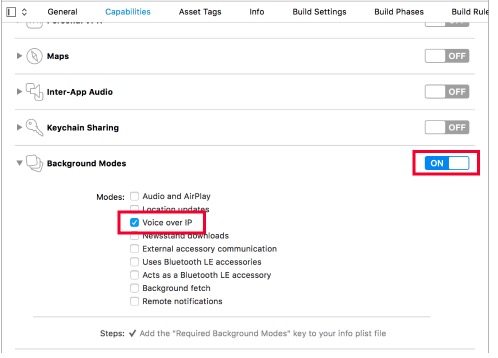 General Capabilities Asset Tags Info Build Settings Build Phases Build Rule
Personal VPN
Maps OFF
Inter-App Audio OFF
Keychain Sharing OFF
Background Modes ON
Modes: Audio and AirPlay
Location updates
Voice over IP
Newsstand downloads
External accessory communication
Uses Bluetooth LE accessories
Acts as a Bluetooth LE accessory
Background fetch
Remote notifications
Steps: ✔ Add the "Required Background Modes" key to your info plist file